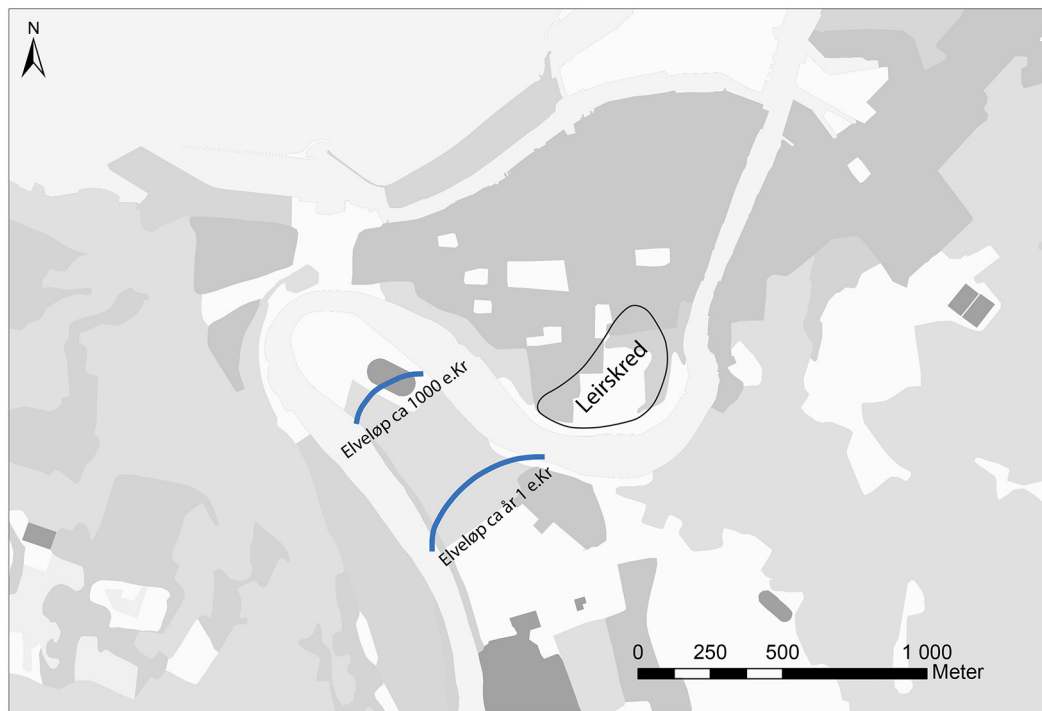 N
Leirskred
Elveløp ca 1000 e.Kr
Elveløp ca år 1 e.Kr
0 250 500 1 000
Meter